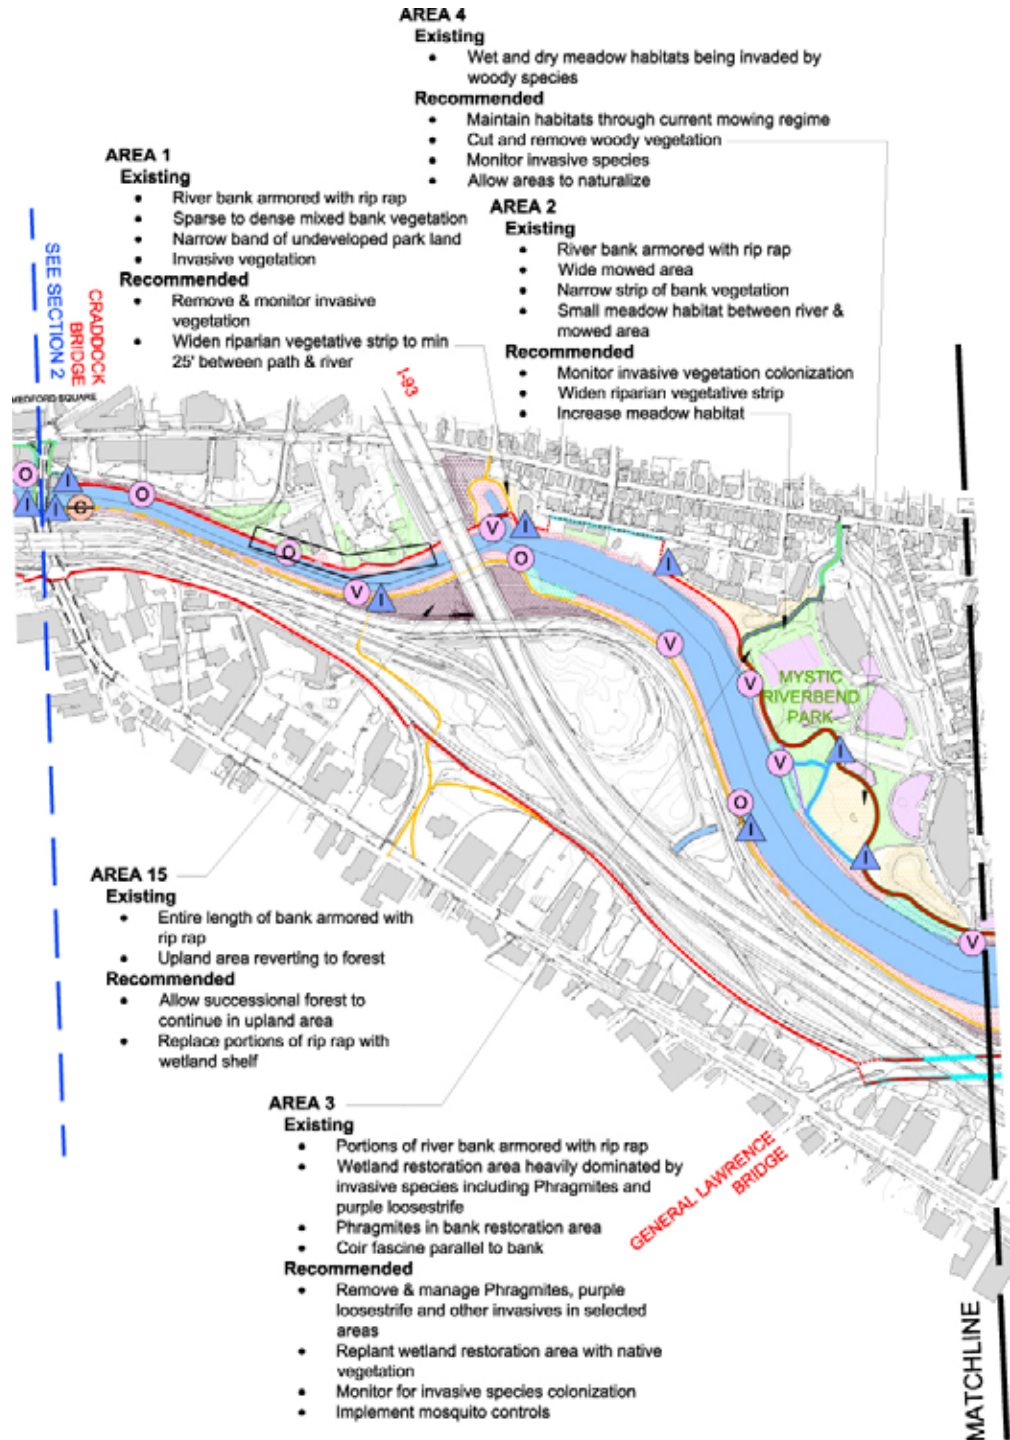 AREA 4
Existing
• Wet and dry meadow habitats being invaded by
woody species
Recommended
• Maintain habitats through current mowing regime
• Cut and remove woody vegetation
• Monitor invasive species
• Allow areas to naturalize
AREA 1
Existing
• River bank armored with rip rap
• Sparse to dense mixed bank vegetation
• Narrow band of undeveloped park land
• Invasive vegetation
Recommended
• Remove & monitor invasive
vegetation
• Widen riparian vegetative strip to min
25' between path & river
AREA 2
Existing
• River bank armored with rip rap
• Wide mowed area
• Narrow strip of bank vegetation
• Small meadow habitat between river &
mowed area
Recommended
• Monitor invasive vegetation colonization
• Widen riparian vegetative strip
• Increase meadow habitat
SEE SECTION 2
CRADDOCK
BRIDGE
MEDFORD SQUARE
I-93
O
I
I
I
C
O
O
V
I
V
I
O
I
V
V
V
I
O
I
I
V
MYSTIC
RIVERBEND
PARK
AREA 15
Existing
• Entire length of bank armored with
rip rap
• Upland area reverting to forest
Recommended
• Allow successional forest to
continue in upland area
• Replace portions of rip rap with
wetland shelf
AREA 3
Existing
• Portions of river bank armored with rip rap
• Wetland restoration area heavily dominated by
invasive species including Phragmites and
purple loosestrife
• Phragmites in bank restoration area
• Coir fascine parallel to bank
Recommended
• Remove & manage Phragmites, purple
loosestrife and other invasives in selected
areas
• Replant wetland restoration area with native
vegetation
• Monitor for invasive species colonization
• Implement mosquito controls
GENERAL LAWRENCE
BRIDGE
MATCHLINE